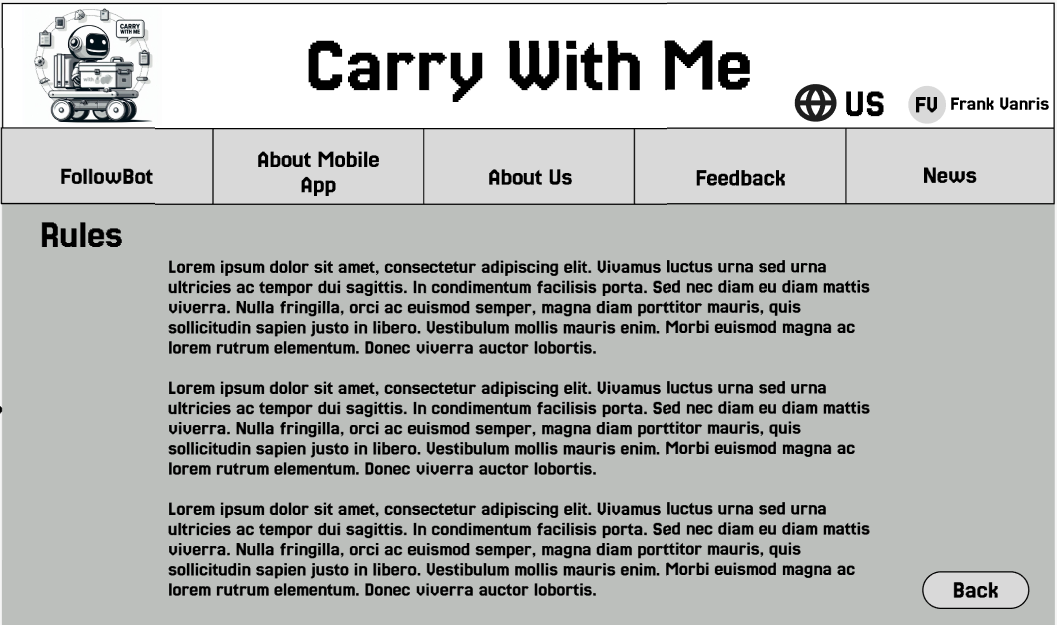 CARRY
WITH ME
with
Carry With Me
US
FV Frank Vanris
FollowBot
About Mobile
App
About Us
Feedback
News
Rules
Lorem ipsum dolor sit amet, consectetur adipiscing elit. Vivamus luctus urna sed urna
ultricies ac tempor dui sagittis. In condimentum facilisis porta. Sed nec diam eu diam mattis
viverra. Nulla fringilla, orci ac euismod semper, magna diam porttitor mauris, quis
sollicitudin sapien justo in libero. Vestibulum mollis mauris enim. Morbi euismod magna ac
lorem rutrum elementum. Donec viverra auctor lobortis.
Lorem ipsum dolor sit amet, consectetur adipiscing elit. Vivamus luctus urna sed urna
ultricies ac tempor dui sagittis. In condimentum facilisis porta. Sed nec diam eu diam mattis
viverra. Nulla fringilla, orci ac euismod semper, magna diam porttitor mauris, quis
sollicitudin sapien justo in libero. Vestibulum mollis mauris enim. Morbi euismod magna ac
lorem rutrum elementum. Donec viverra auctor lobortis.
Lorem ipsum dolor sit amet, consectetur adipiscing elit. Vivamus luctus urna sed urna
ultricies ac tempor dui sagittis. In condimentum facilisis porta. Sed nec diam eu diam mattis
viverra. Nulla fringilla, orci ac euismod semper, magna diam porttitor mauris, quis
sollicitudin sapien justo in libero. Vestibulum mollis mauris enim. Morbi euismod magna ac
lorem rutrum elementum. Donec viverra auctor lobortis.
Back